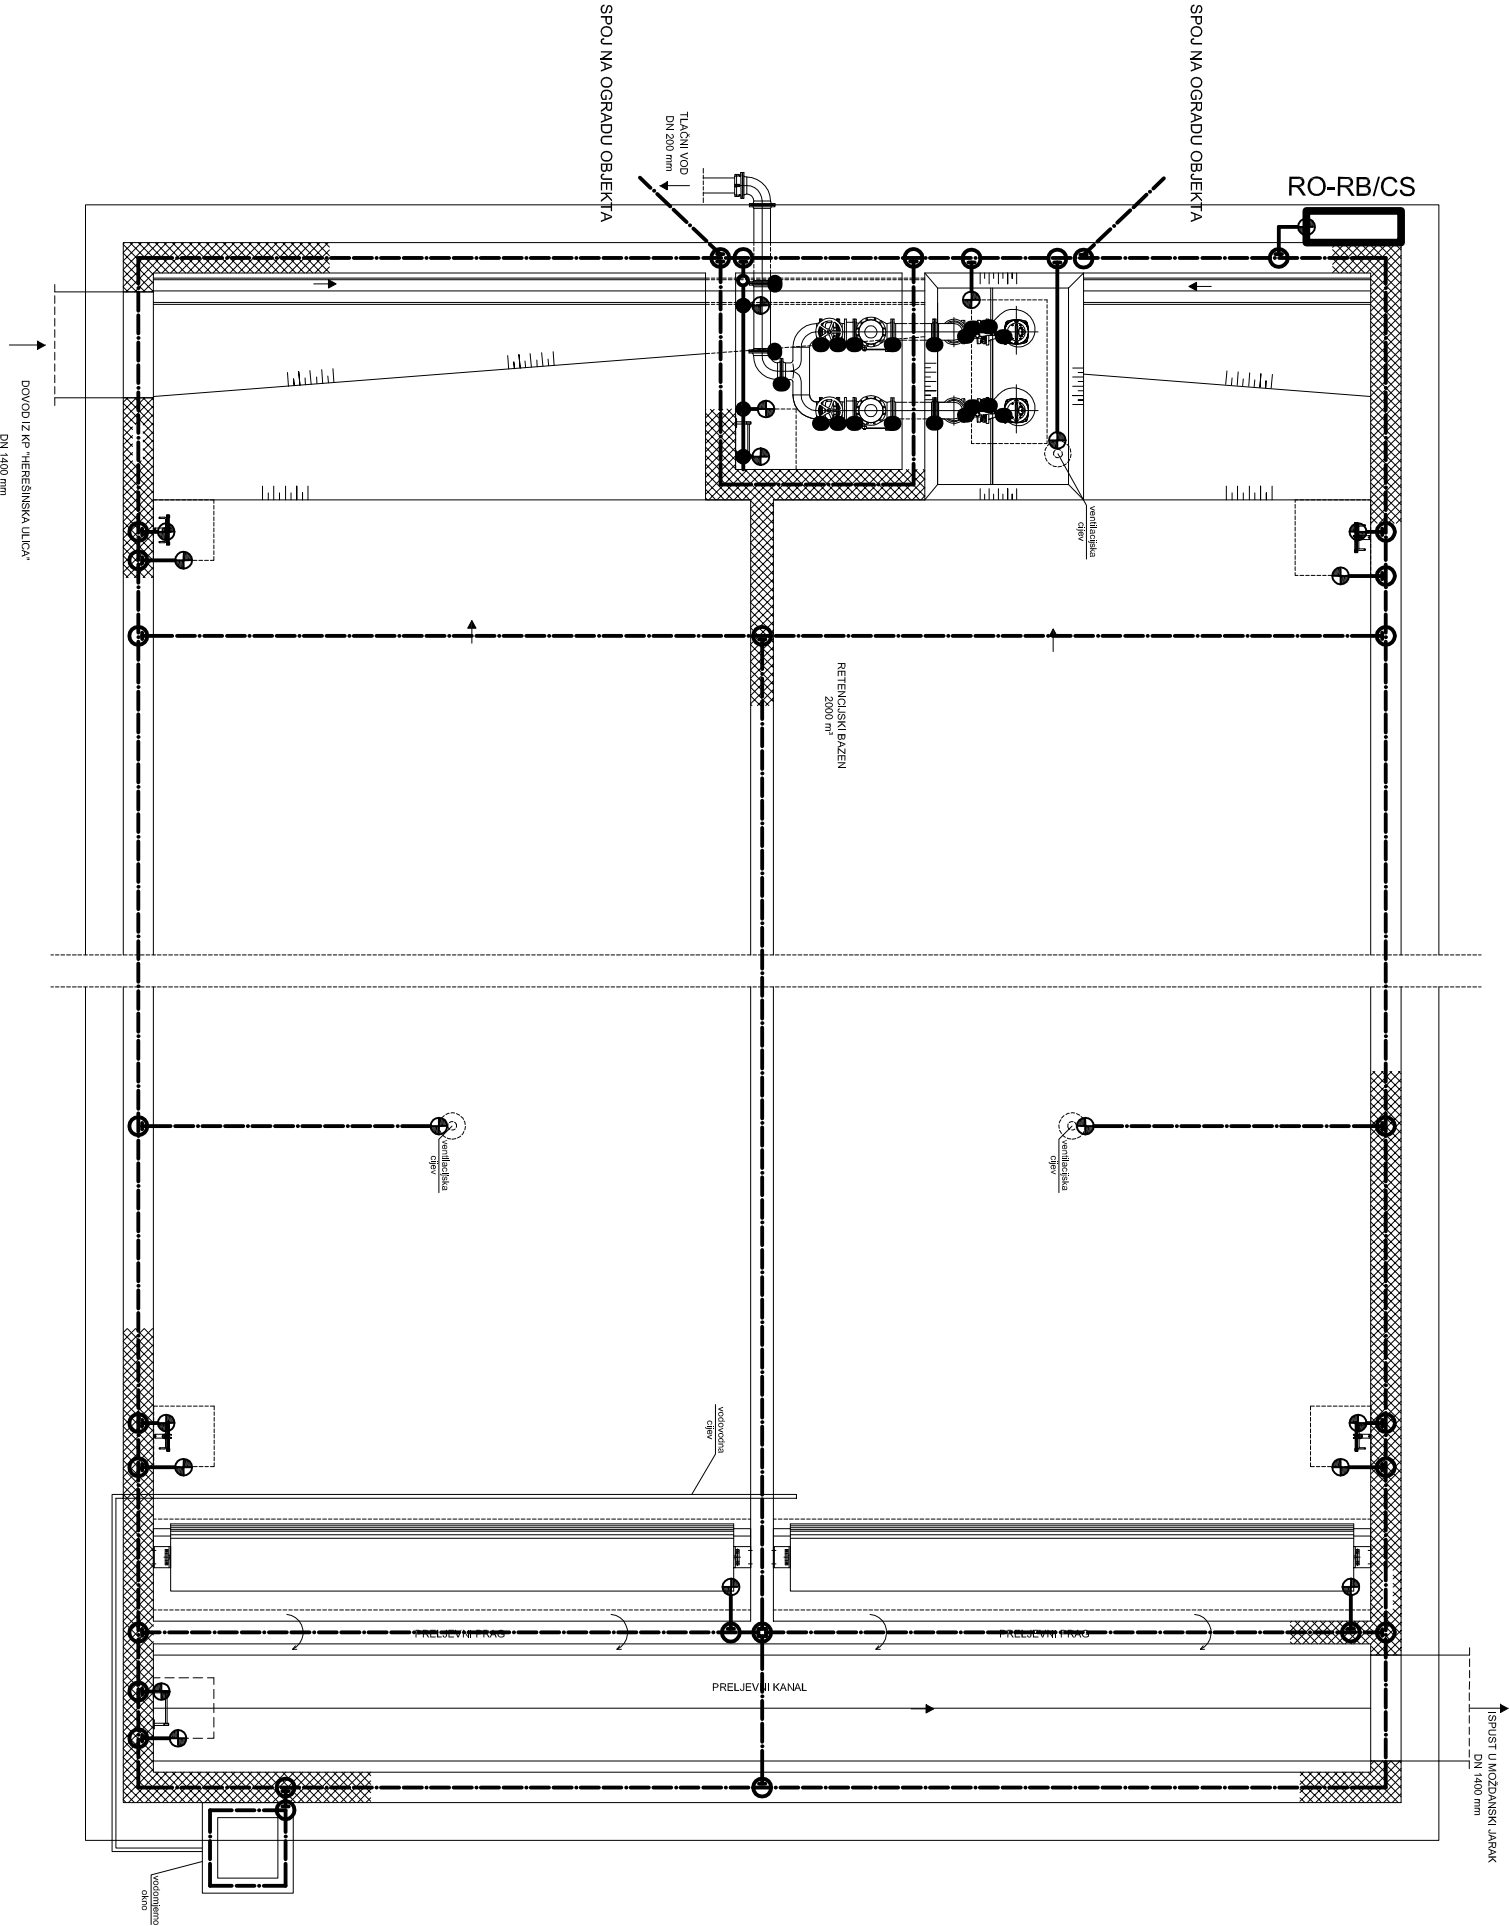 SPOJ NA OGRADU OBJEKTA
SPOJ NA OGRADU OBJEKTA
TLAČNI VOD
DN 200 mm
RO-RB/CS
DOVOD IZ KP "HEREŠINSKA ULICA"
DN 1400 mm
ventilacijska
cijev
RETENCIJSKI BAZEN
2000 m³
ventilacijska
cijev
ventilacijska
cijev
vodovodna
cijev
PRELJEVNI PRAG
PRELJEVNI PRAG
PRELJEVNI KANAL
ISPUST U MOŽDANSKI JARAK
DN 1400 mm
vodomjerno
okno